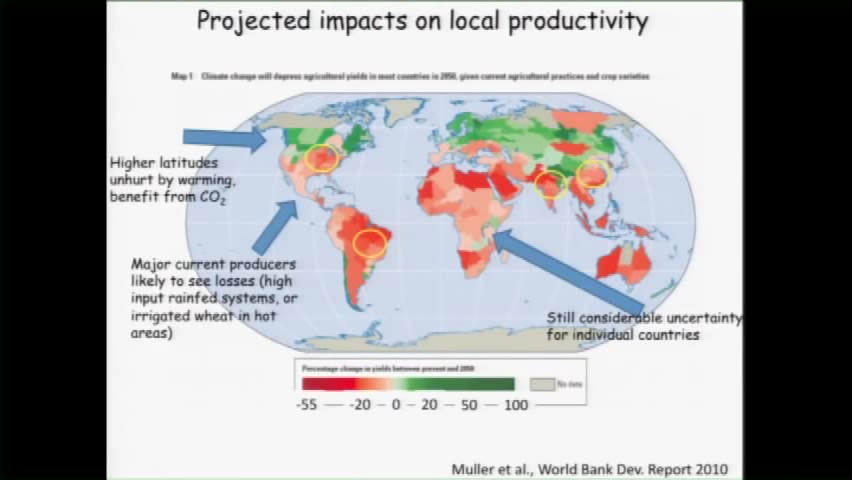 Projected impacts on local productivity
Map 1 Climate change will depress agricultural yields in most countries in 2050, given current agricultural practices and crop varieties
Higher latitudes
unhurt by warming,
benefit from CO2
Major current producers
likely to see losses (high
input rainfed systems, or
irrigated wheat in hot
areas)
Still considerable uncertainty
for individual countries
Percentage change in yields between present and 2050
No data
-55 — -20 — 0 — 20 — 50 — 100
Muller et al., World Bank Dev. Report 2010